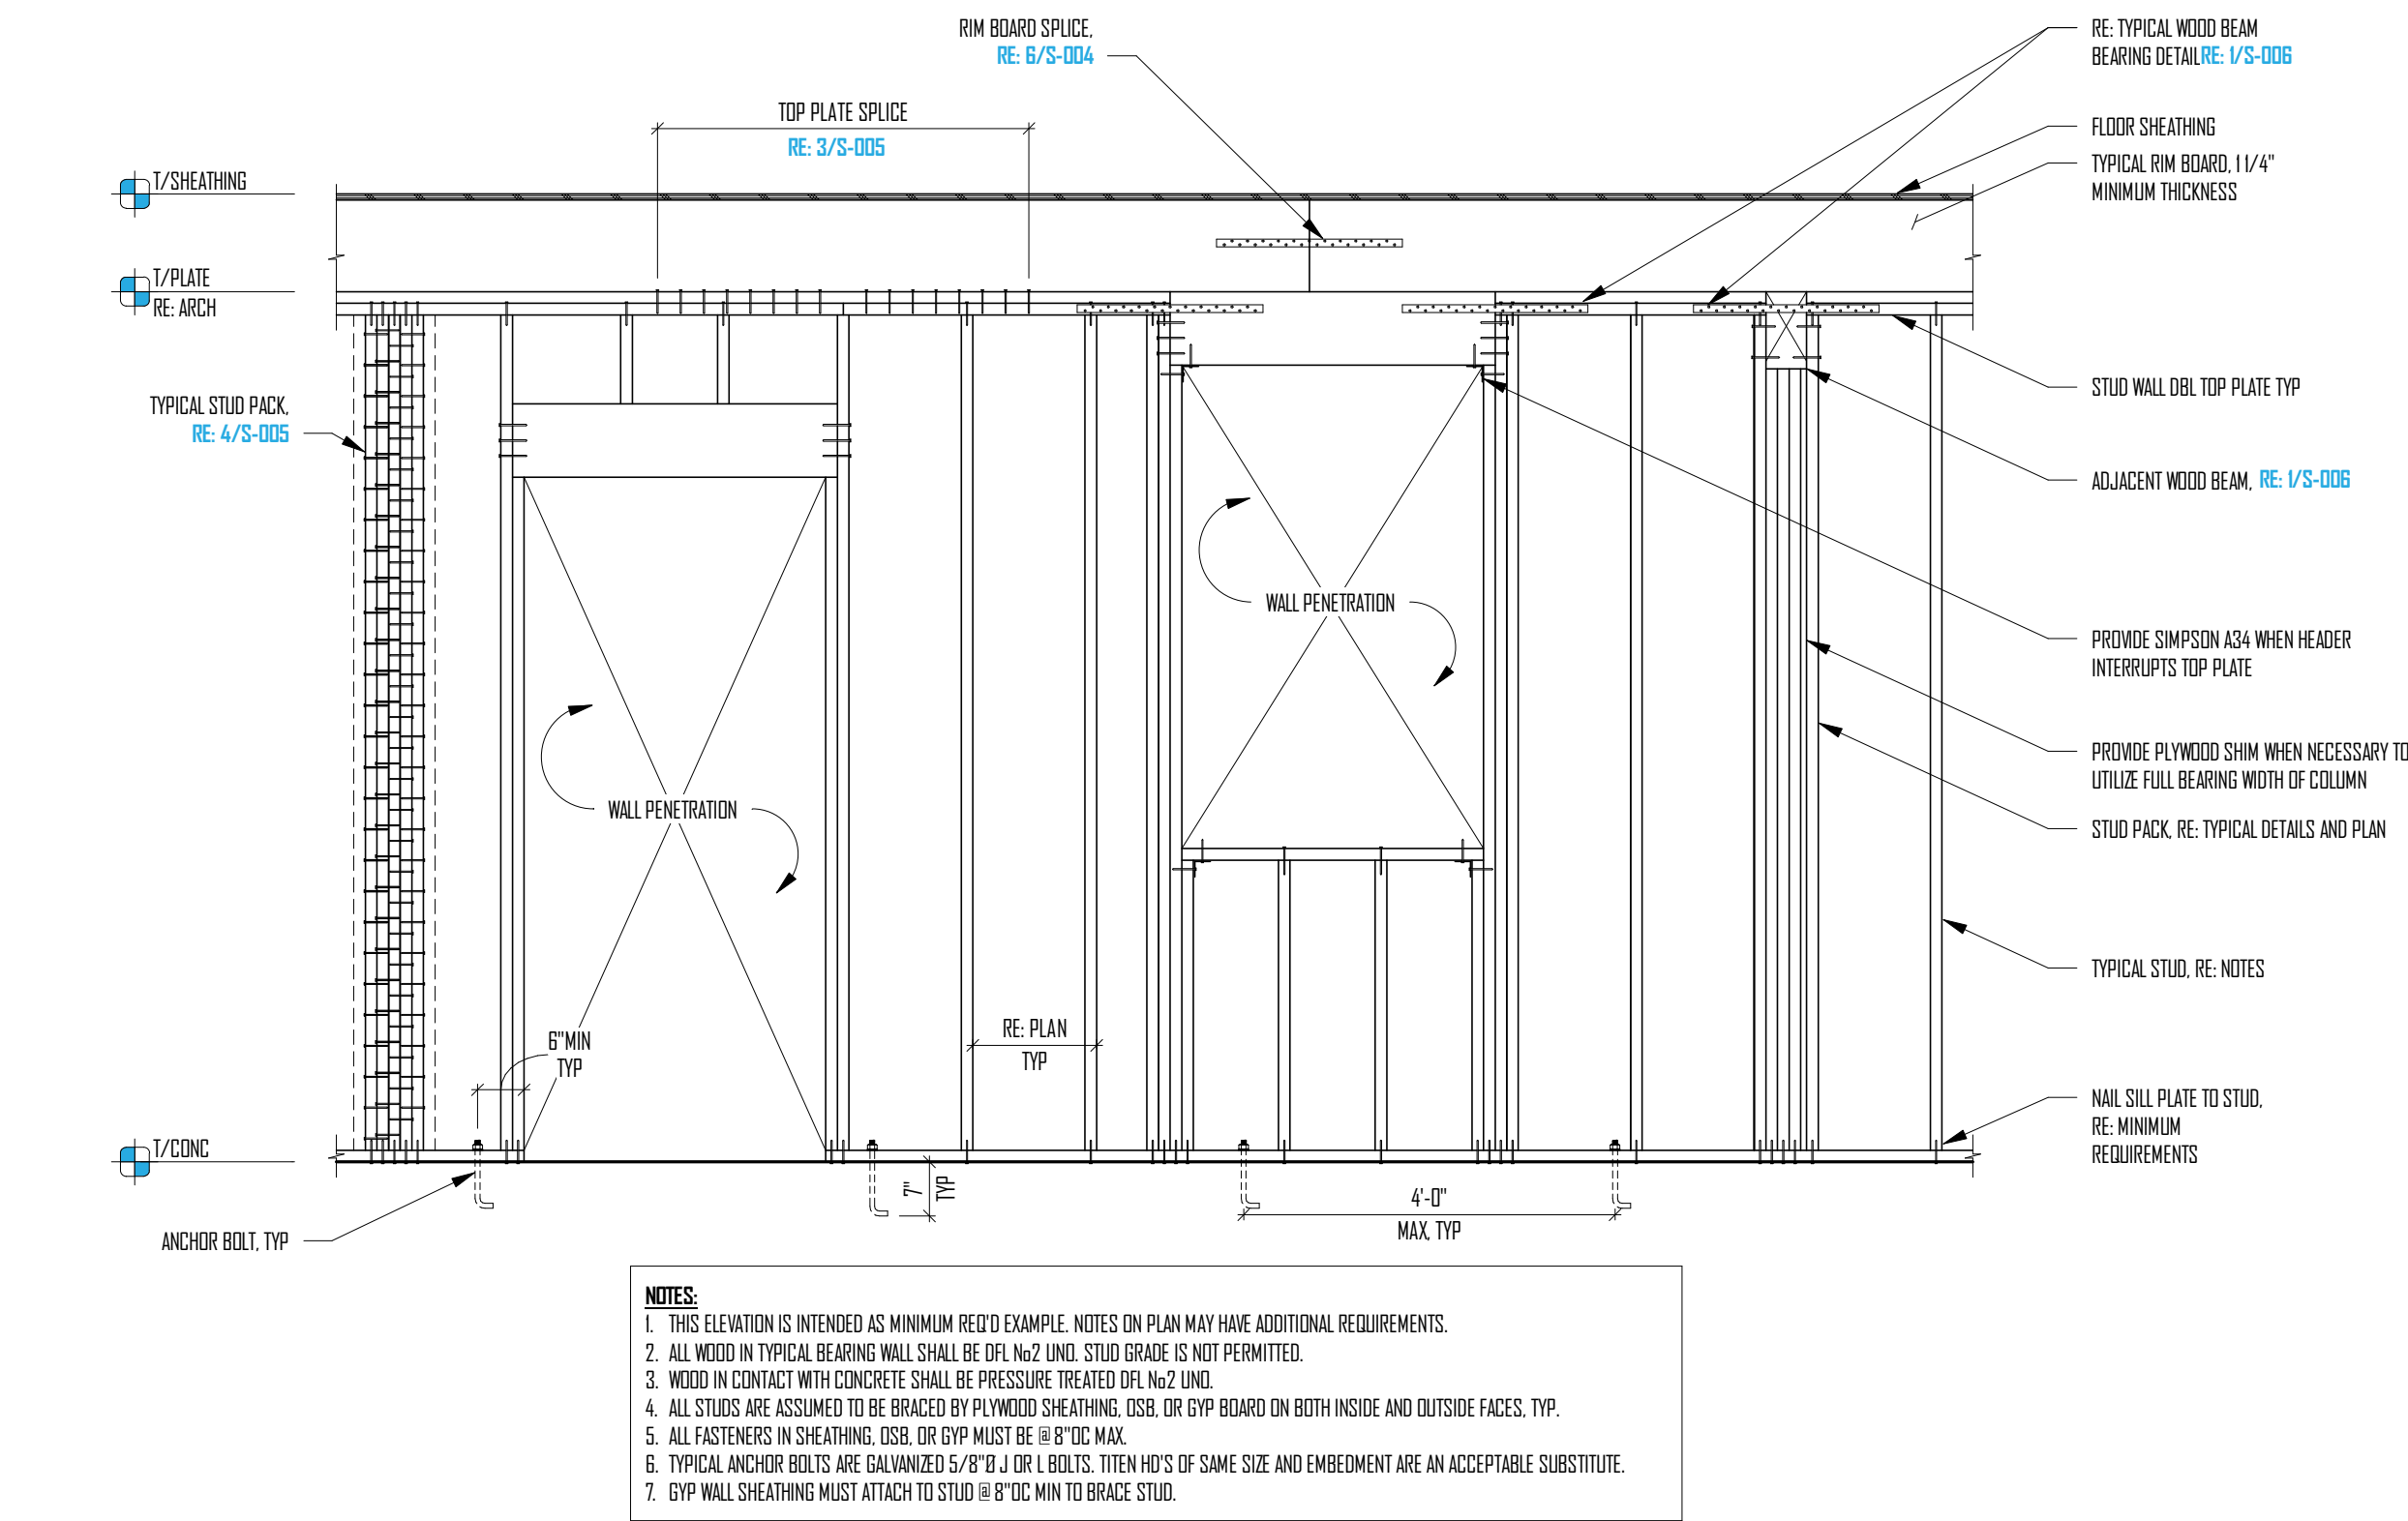 RIM BOARD SPLICE,
RE: 6/S-004
RE: TYPICAL WOOD BEAM
BEARING DETAILRE: 1/S-006
TOP PLATE SPLICE
RE: 3/S-005
FLOOR SHEATHING
TYPICAL RIM BOARD, 1 1/4"
MINIMUM THICKNESS
T/SHEATHING
T/PLATE
RE: ARCH
STUD WALL DBL TOP PLATE TYP
TYPICAL STUD PACK,
RE: 4/S-005
ADJACENT WOOD BEAM, RE: 1/S-006
WALL PENETRATION
PROVIDE SIMPSON A34 WHEN HEADER
INTERRUPTS TOP PLATE
PROVIDE PLYWOOD SHIM WHEN NECESSARY TO
UTILIZE FULL BEARING WIDTH OF COLUMN
WALL PENETRATION
STUD PACK, RE: TYPICAL DETAILS AND PLAN
TYPICAL STUD, RE: NOTES
6"MIN
TYP
RE: PLAN
TYP
NAIL SILL PLATE TO STUD,
RE: MINIMUM
REQUIREMENTS
T/CONC
7"
TYP
4'-0"
MAX, TYP
ANCHOR BOLT, TYP
NOTES:
1. THIS ELEVATION IS INTENDED AS MINIMUM REQ'D EXAMPLE. NOTES ON PLAN MAY HAVE ADDITIONAL REQUIREMENTS.
2. ALL WOOD IN TYPICAL BEARING WALL SHALL BE DFL No2 UNO. STUD GRADE IS NOT PERMITTED.
3. WOOD IN CONTACT WITH CONCRETE SHALL BE PRESSURE TREATED DFL No2 UNO.
4. ALL STUDS ARE ASSUMED TO BE BRACED BY PLYWOOD SHEATHING, OSB, OR GYP BOARD ON BOTH INSIDE AND OUTSIDE FACES, TYP.
5. ALL FASTENERS IN SHEATHING, OSB, OR GYP MUST BE @ 8"OC MAX.
6. TYPICAL ANCHOR BOLTS ARE GALVANIZED 5/8"Ø J OR L BOLTS. TITEN HD'S OF SAME SIZE AND EMBEDMENT ARE AN ACCEPTABLE SUBSTITUTE.
7. GYP WALL SHEATHING MUST ATTACH TO STUD @ 8"OC MIN TO BRACE STUD.